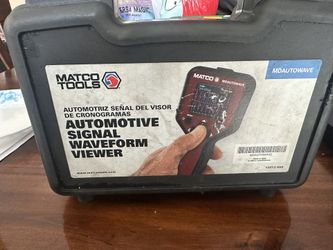 MATCO
TOOLS
MDAUTOWAVE
MATCO
AUTOMOTRIZ SEÑAL DEL VISOR
DE CRONOGRAMAS
AUTOMOTIVE
SIGNAL
WAVEFORM
VIEWER